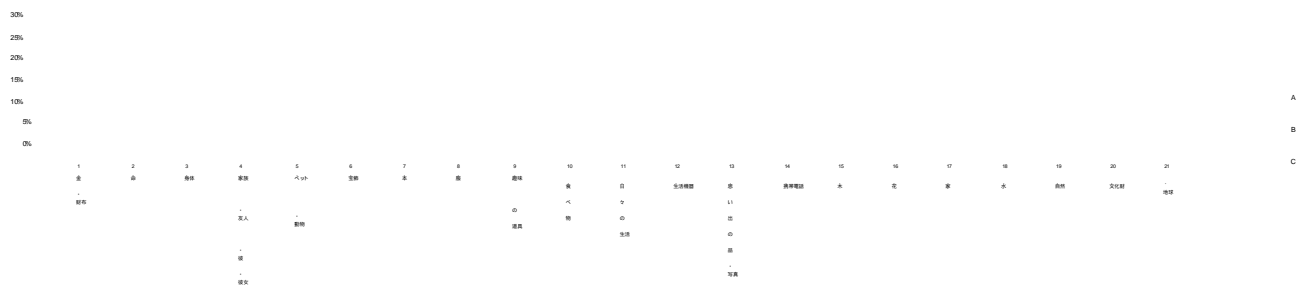 30%
25%
20%
15%
10%
5%
0%
A
B
C
1 2 3 4 5 6 7 8 9 10 11 12 13 14 15 16 17 18 19 20 21
金・財布
命
身体
家族・友人・彼・彼女
ペット・動物
宝飾
本
服
趣味の道具
食べ物
日々の生活
生活機器
思い出の品・写真
携帯電話
木
花
家
水
自然
文化財
・地球